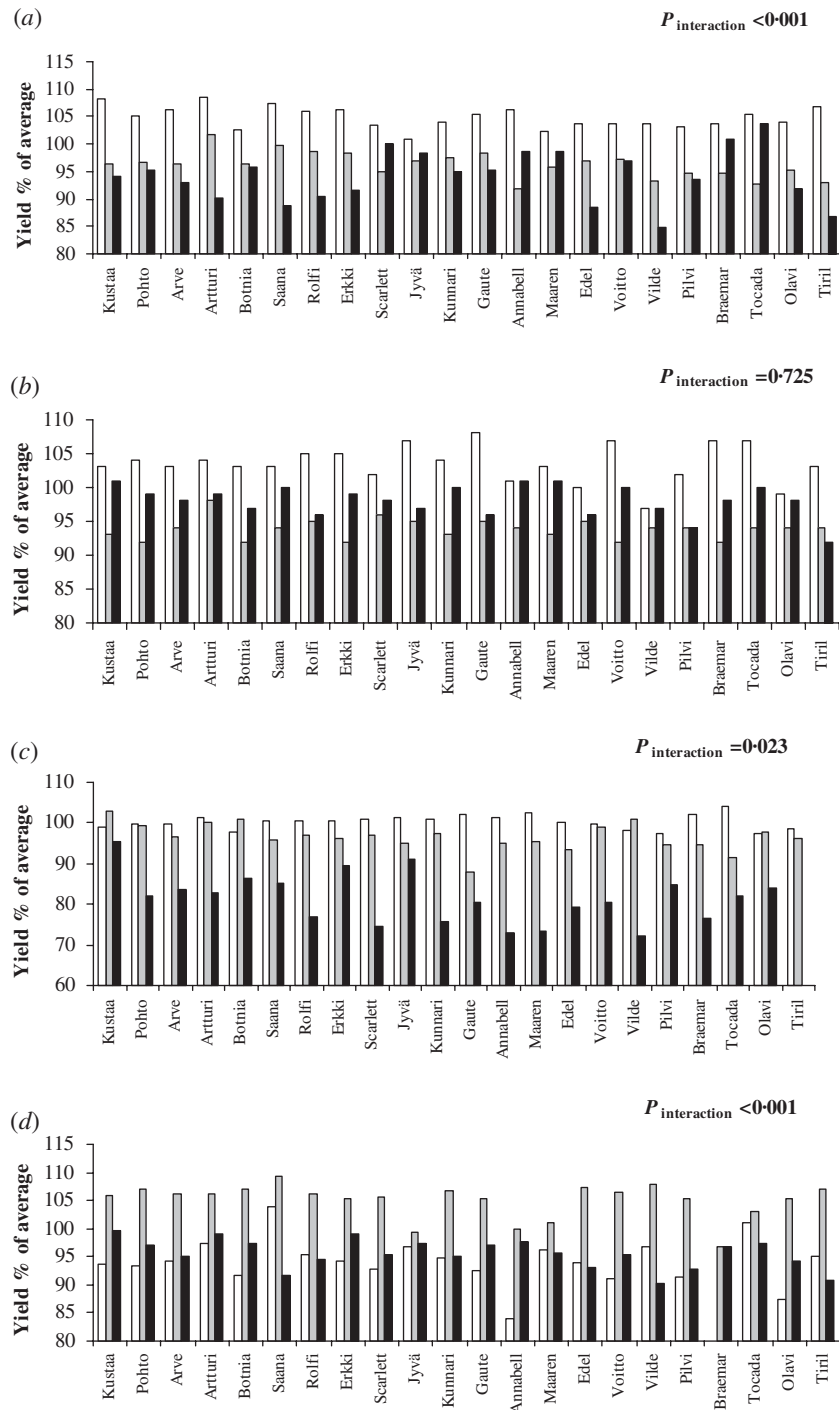 (a)
P interaction <0·001
115
110
105
100
95
90
85
80
Yield % of average
Kustaa
Pohto
Arve
Artturi
Botnia
Saana
Rolfi
Erkki
Scarlett
Jyvä
Kunnari
Gaute
Annabell
Maaren
Edel
Voitto
Vilde
Pilvi
Braemar
Tocada
Olavi
Tiril
(b)
P interaction =0·725
110
105
100
95
90
85
80
Yield % of average
Kustaa
Pohto
Arve
Artturi
Botnia
Saana
Rolfi
Erkki
Scarlett
Jyvä
Kunnari
Gaute
Annabell
Maaren
Edel
Voitto
Vilde
Pilvi
Braemar
Tocada
Olavi
Tiril
(c)
P interaction =0·023
110
100
90
80
70
60
Yield % of average
Kustaa
Pohto
Arve
Artturi
Botnia
Saana
Rolfi
Erkki
Scarlett
Jyvä
Kunnari
Gaute
Annabell
Maaren
Edel
Voitto
Vilde
Pilvi
Braemar
Tocada
Olavi
Tiril
(d)
P interaction <0·001
115
110
105
100
95
90
85
80
Yield % of average
Kustaa
Pohto
Arve
Artturi
Botnia
Saana
Rolfi
Erkki
Scarlett
Jyvä
Kunnari
Gaute
Annabell
Maaren
Edel
Voitto
Vilde
Pilvi
Braemar
Tocada
Olavi
Tiril